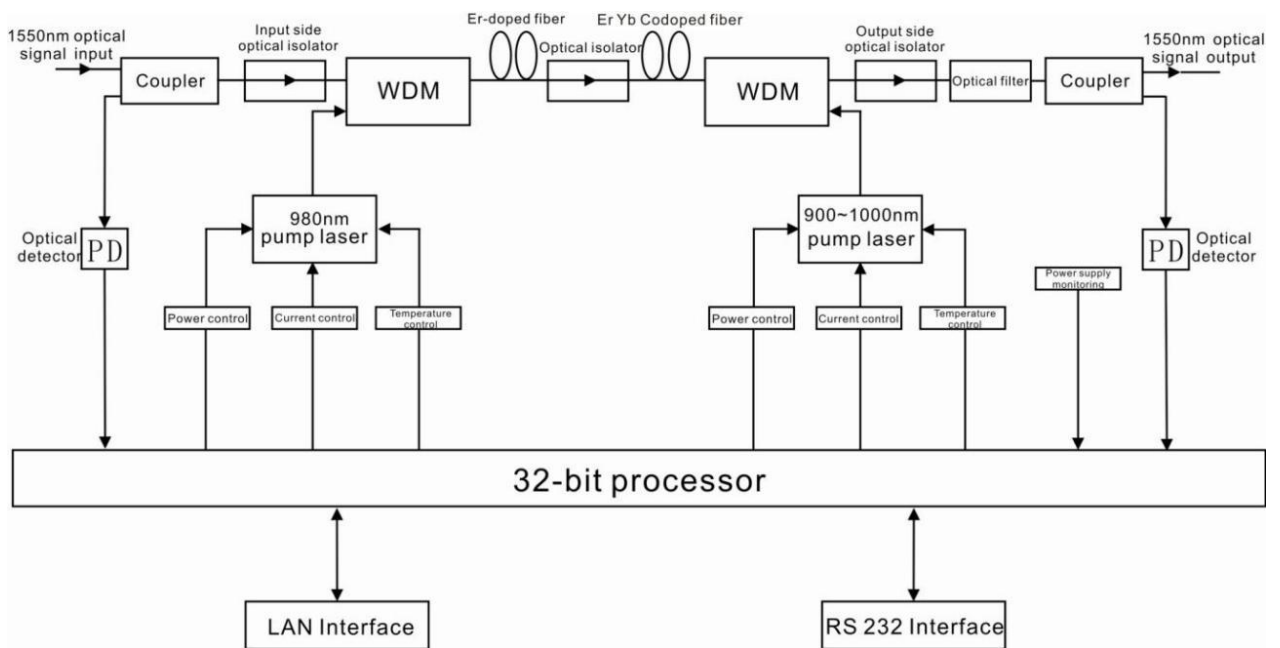 1550nm optical
signal input
Coupler
Input side
optical isolator
WDM
Er-doped fiber
Optical isolator
Er Yb Codoped fiber
WDM
Output side
optical isolator
Optical filter
Coupler
1550nm optical
signal output
Optical
detector
PD
980nm
pump laser
900~1000nm
pump laser
PD
Optical
detector
Power control
Current control
Temperature
control
Power control
Current control
Temperature
control
Power supply
monitoring
32-bit processor
LAN Interface
RS 232 Interface